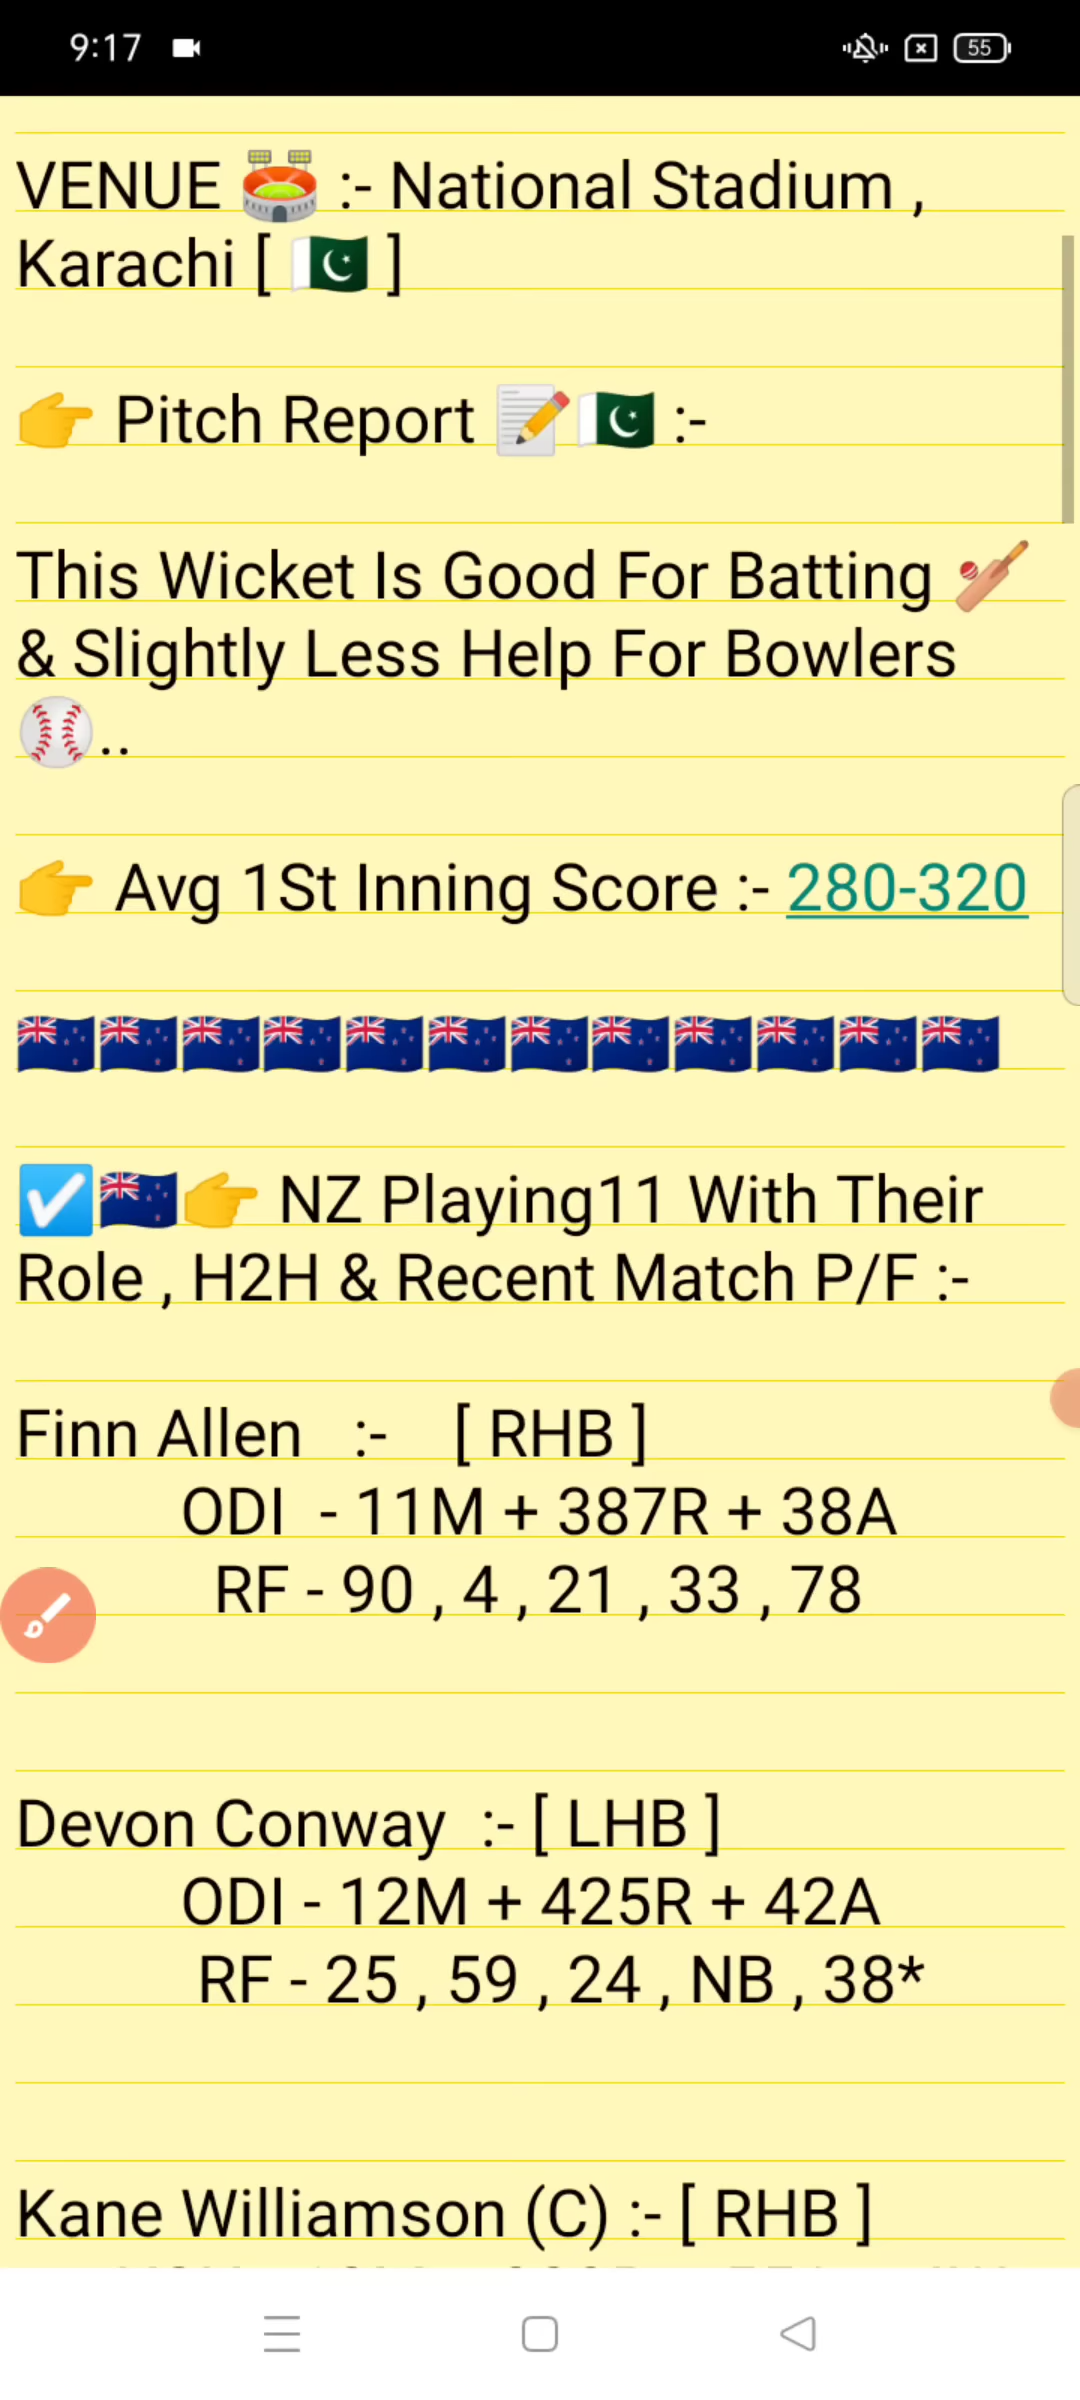 9:17
55
VENUE 🏟️ :- National Stadium ,
Karachi [ 🇵🇰 ]
👉 Pitch Report 📝🇵🇰 :-
This Wicket Is Good For Batting 🏏
& Slightly Less Help For Bowlers
⚾..
👉 Avg 1St Inning Score :- 280-320
🇳🇿🇳🇿🇳🇿🇳🇿🇳🇿🇳🇿🇳🇿🇳🇿🇳🇿🇳🇿🇳🇿🇳🇿
☑️🇳🇿👉 NZ Playing11 With Their
Role , H2H & Recent Match P/F :-
Finn Allen :- [ RHB ]
ODI - 11M + 387R + 38A
RF - 90 , 4 , 21 , 33 , 78
Devon Conway :- [ LHB ]
ODI - 12M + 425R + 42A
RF - 25 , 59 , 24 , NB , 38*
Kane Williamson (C) :- [ RHB ]